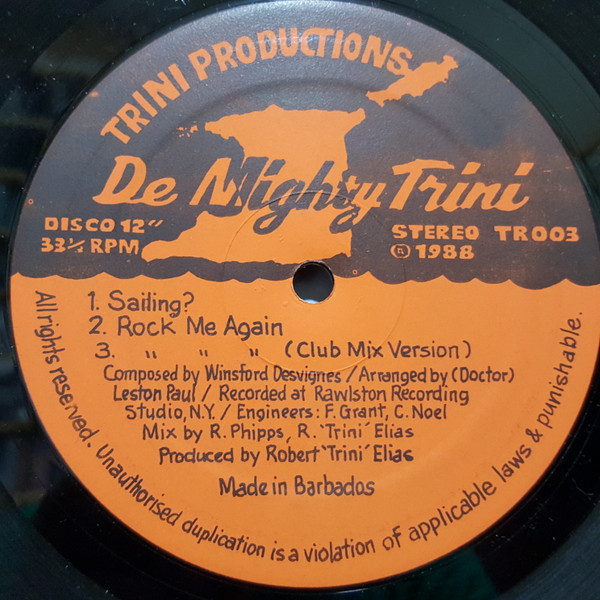 TRINI PRODUCTIONS
De Mighty Trini
DISCO 12"
33⅓ RPM
STEREO TR003
Ⓟ 1988
1. Sailing?
2. Rock Me Again
3. " " " (Club Mix Version)
Composed by Winsford Desvignes / Arranged by (Doctor)
Leston Paul / Recorded at Rawlston Recording
Studio, N.Y. / Engineers: F. Grant, C. Noel
Mix by R. Phipps, R. 'Trini' Elias
Produced by Robert 'Trini' Elias
Made in Barbados
All rights reserved. Unauthorised duplication is a violation of applicable laws & punishable.